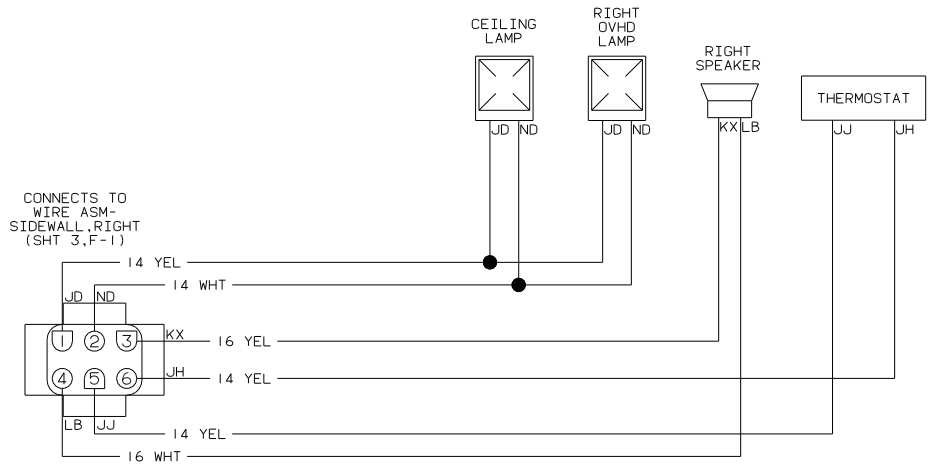 CEILING
LAMP
RIGHT
OVHD
LAMP
RIGHT
SPEAKER
THERMOSTAT
JD ND
JD ND
KX LB
JJ JH
CONNECTS TO
WIRE ASM-
SIDEWALL,RIGHT
(SHT 3,F-1)
14 YEL
14 WHT
JD ND
1 2 3
KX
16 YEL
4 5 6
JH
14 YEL
LB JJ
14 YEL
16 WHT